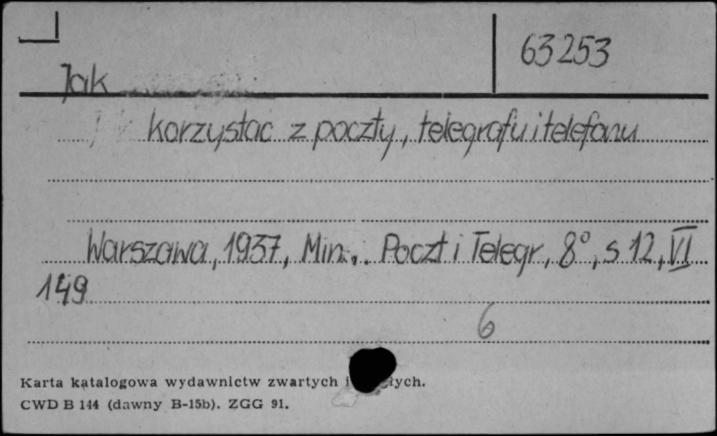 63253
Jak
korzystac z poczty, telegrafu i telefonu
Warszawa, 1937, Min., Poczt i Telegr, 8°, s 12, VI
149
6
Karta katalogowa wydawnictw zwartych i
CWD B 144 (dawny B-15b). ZGG 91.